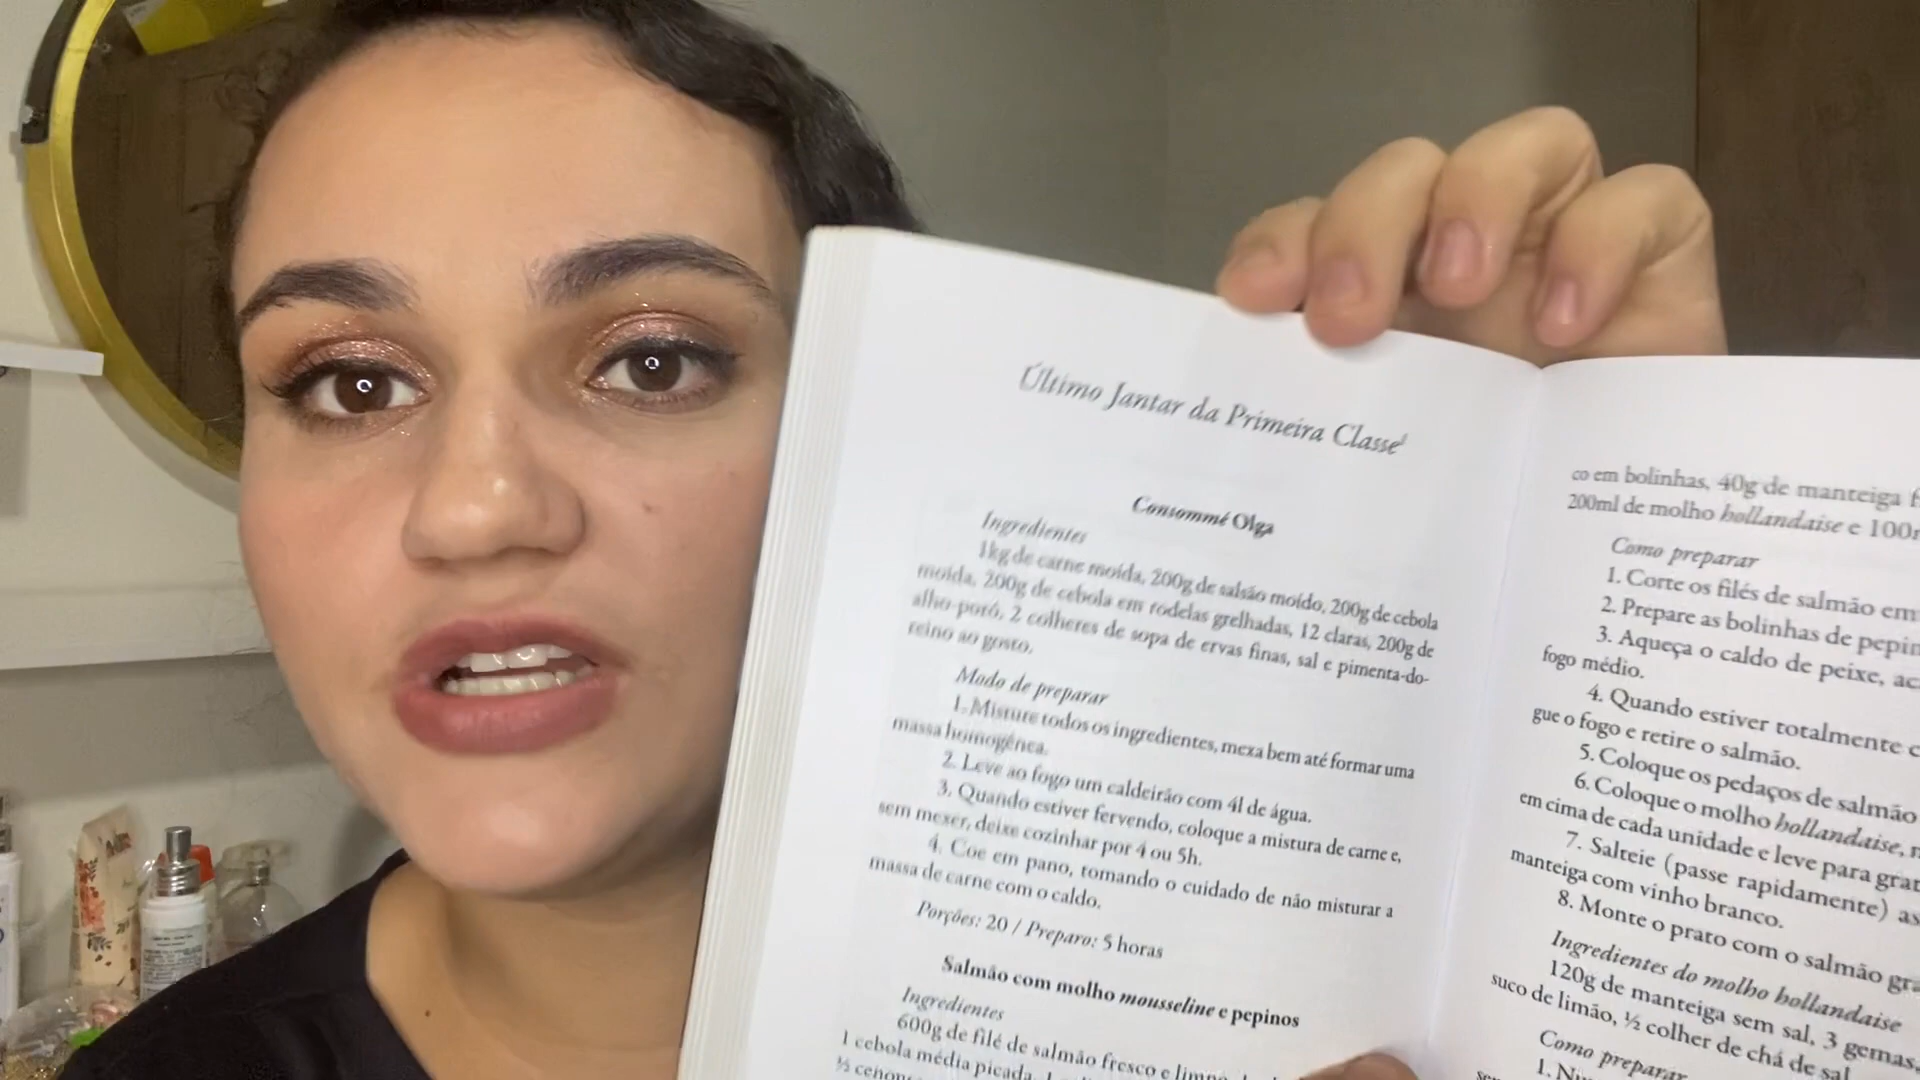 Último Jantar da Primeira Classe¹
Consommé Olga
Ingredientes
1kg de carne moída, 200g de salsão moído, 200g de cebola
moída, 200g de cebola em rodelas grelhadas, 12 claras, 200g de
alho-poró, 2 colheres de sopa de ervas finas, sal e pimenta-do-
reino ao gosto.
Modo de preparar
1. Misture todos os ingredientes, mexa bem até formar uma
massa homogênea.
2. Leve ao fogo um caldeirão com 4l de água.
3. Quando estiver fervendo, coloque a mistura de carne e,
sem mexer, deixe cozinhar por 4 ou 5h.
4. Coe em pano, tomando o cuidado de não misturar a
massa de carne com o caldo.
Porções: 20 / Preparo: 5 horas
Salmão com molho mousseline e pepinos
Ingredientes
600g de filé de salmão fresco e
1 cebola média picada,
co em bolinhas, 40g de manteiga
200ml de molho hollandaise e
Como preparar
1. Corte os filés de salmão em
2. Prepare as bolinhas de
3. Aqueça o caldo de peixe,
fogo médio.
4. Quando estiver totalmente
gue o fogo e retire o salmão.
5. Coloque os pedaços de salmão
6. Coloque o molho hollandaise,
em cima de cada unidade e leve para
7. Salteie (passe rapidamente) as
manteiga com vinho branco.
8. Monte o prato com o salmão
Ingredientes do molho hollandaise
120g de manteiga sem sal, 3 gemas,
suco de limão, ½ colher de chá de sal
Como preparar